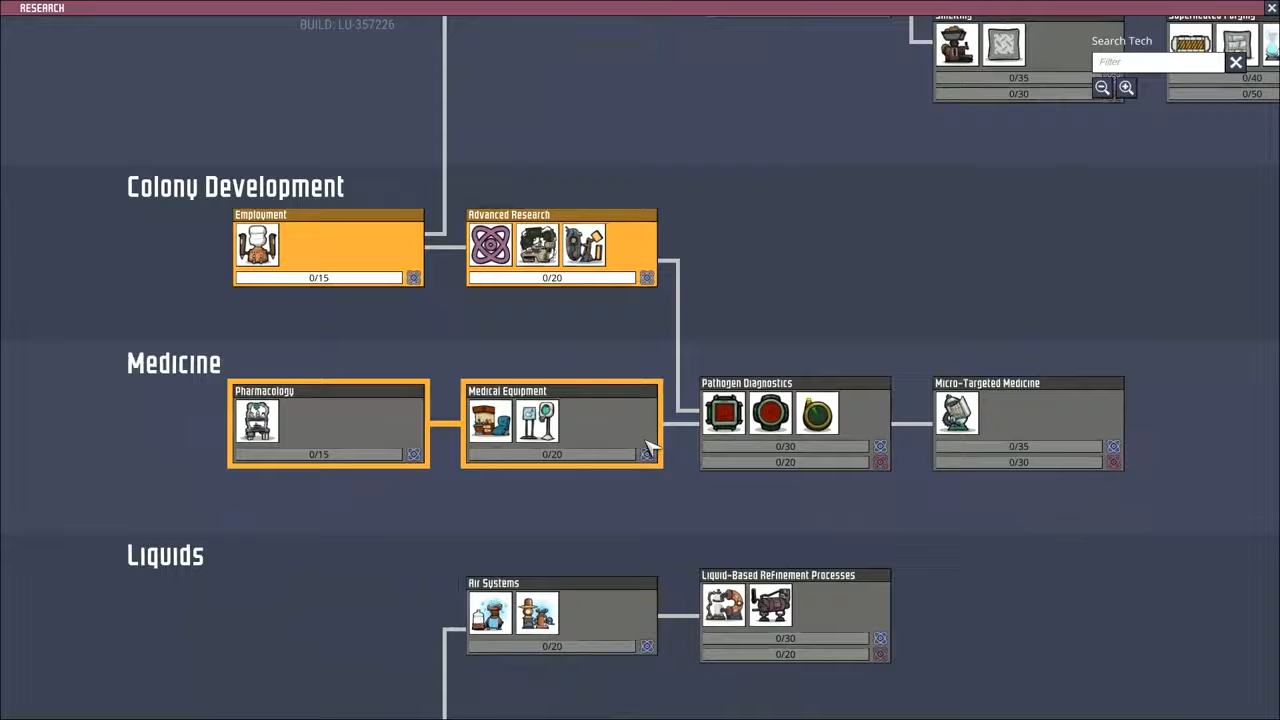 RESEARCH
BUILD: LU-357226
Smelting
Superheated Forging
Search Tech
Filter
0/35
0/40
0/30
0/50
Colony Development
Employment
Advanced Research
0/15
0/20
Medicine
Pharmacology
Medical Equipment
Pathogen Diagnostics
Micro-Targeted Medicine
0/15
0/20
0/30
0/35
0/20
0/30
Liquids
Air Systems
Liquid-Based Refinement Processes
0/20
0/30
0/20